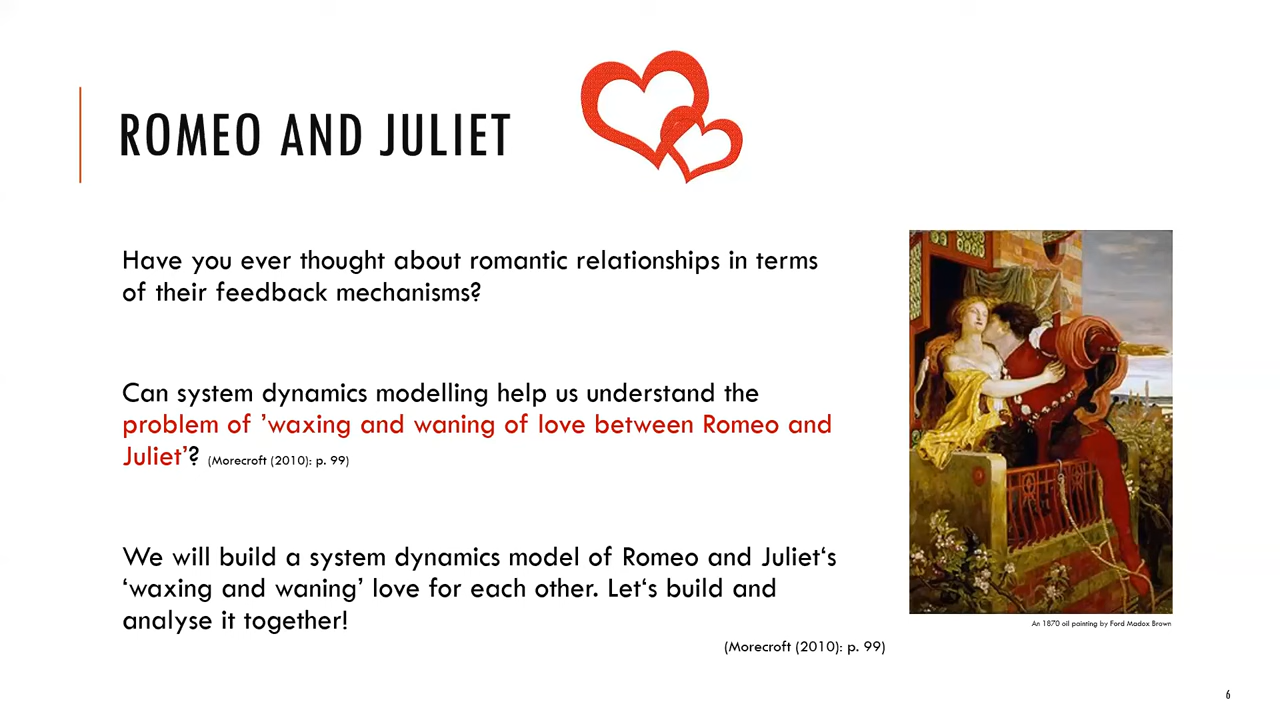 ROMEO AND JULIET
Have you ever thought about romantic relationships in terms
of their feedback mechanisms?
Can system dynamics modelling help us understand the
problem of ’waxing and waning of love between Romeo and
Juliet’? (Morecroft (2010): p. 99)
We will build a system dynamics model of Romeo and Juliet‘s
‘waxing and waning’ love for each other. Let‘s build and
analyse it together!
(Morecroft (2010): p. 99)
An 1870 oil painting by Ford Madox Brown
6